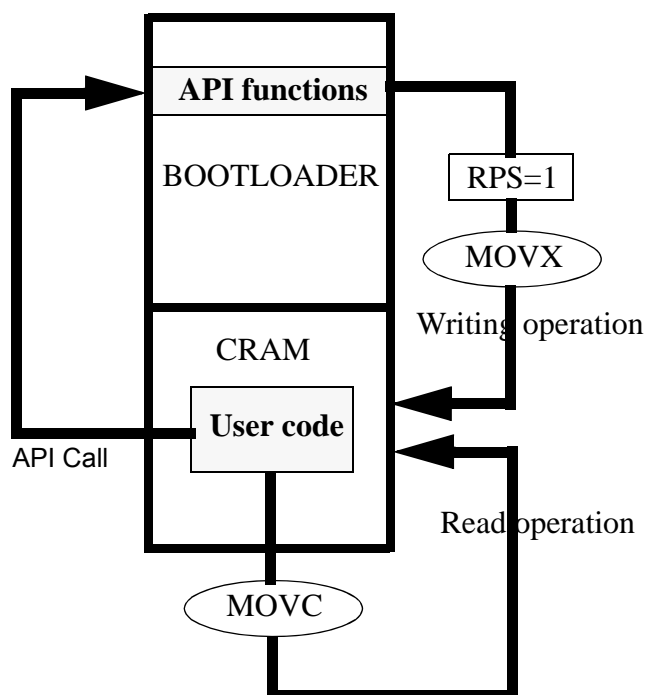 API functions
BOOTLOADER
RPS=1
MOVX
Writing operation
CRAM
User code
API Call
Read operation
MOVC